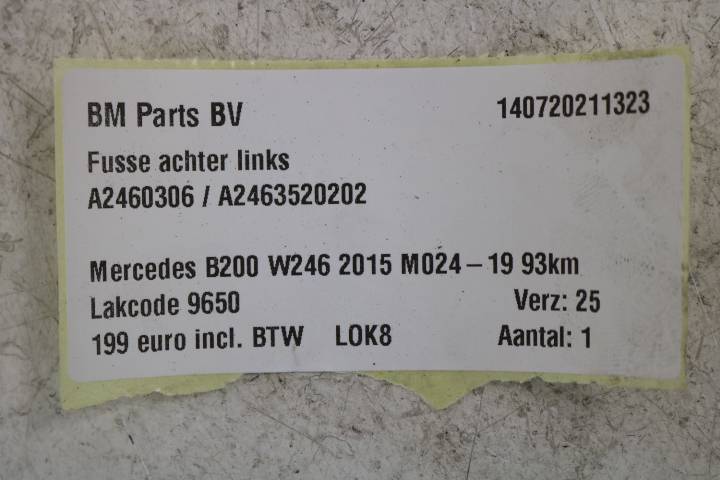 BM Parts BV 140720211323
Fusse achter links
A2460306 / A2463520202
Mercedes B200 W246 2015 M024 – 19 93km
Lakcode 9650 Verz: 25
199 euro incl. BTW LOK8 Aantal: 1